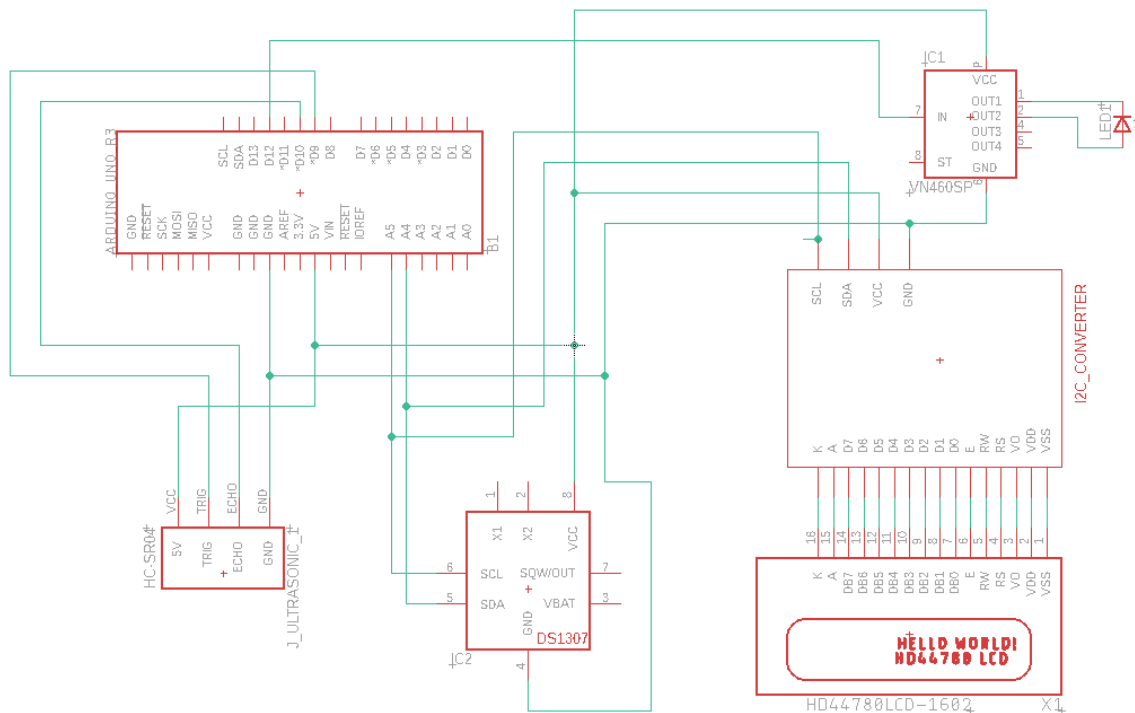 IC1
P
VCC
7 IN
OUT1 1
OUT2 2
OUT3 4
OUT4 5
8 ST
GND
6
VN460SP
LED1
ARDUINO UNO R3
SCL
SDA
D13
D12
*D11
*D10
*D9
D8
D7
*D6
*D5
D4
*D3
D2
D1
D0
GND
RESET
SCK
MOSI
MISO
VCC
GND
GND
GND
AREF
3.3V
5V
VIN
RESET
IOREF
A5
A4
A3
A2
A1
A0
B1
SCL
SDA
VCC
GND
I2C_CONVERTER
K
A
D7
D6
D5
D4
D3
D2
D1
D0
E
RW
RS
VO
VDD
VSS
VCC
TRIG
ECHO
GND
HC-SR04
5V
TRIG
ECHO
GND
J_ULTRASONIC_1
1
2
8
X1
X2
VCC
6 SCL
SQW/OUT 7
5 SDA
VBAT 3
GND
DS1307
4
IC2
16
15
14
13
12
11
10
9
8
7
6
5
4
3
2
1
K
A
DB7
DB6
DB5
DB4
DB3
DB2
DB1
DB0
E
RW
RS
VO
VDD
VSS
HELLO WORLD!
HD44780 LCD
HD44780LCD-1602
X1